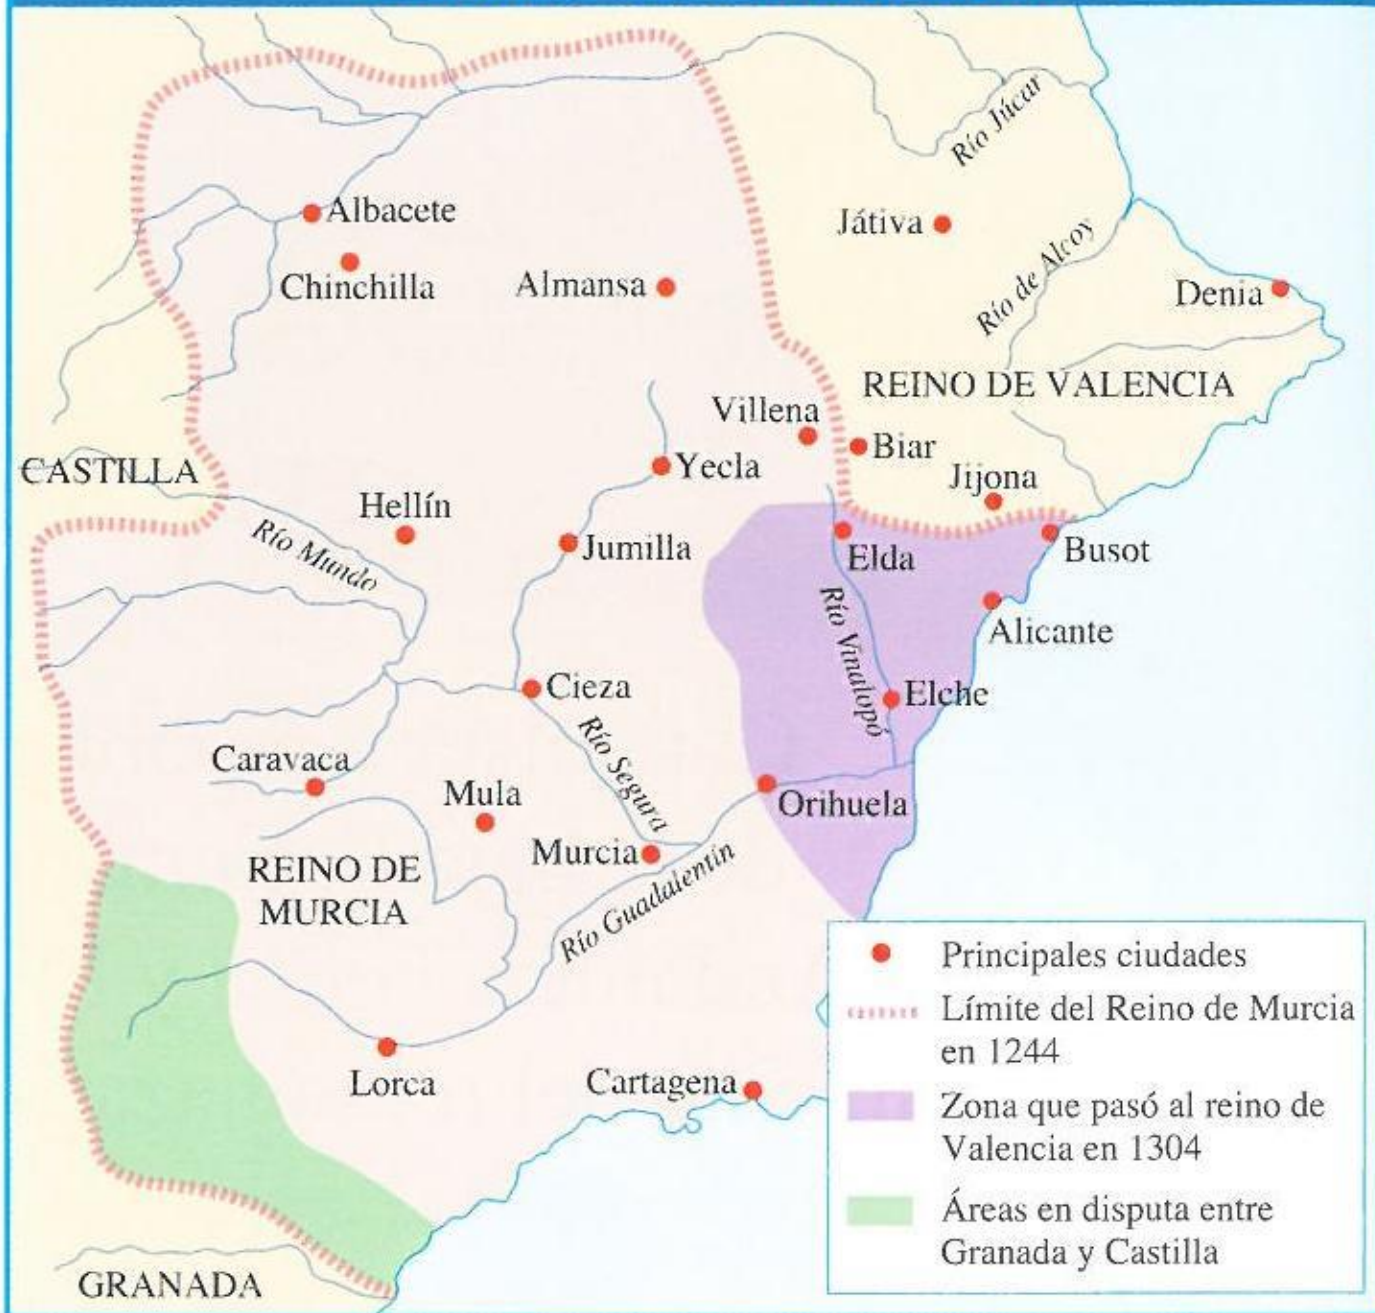 Río Júcar
Albacete
Játiva
Río de Alcoy
Chinchilla
Almansa
Denia
REINO DE VALENCIA
Villena
Biar
CASTILLA
Yecla
Jijona
Hellín
Río Mundo
Jumilla
Elda
Busot
Río Vinalopó
Alicante
Cieza
Elche
Río Segura
Caravaca
Mula
Orihuela
Murcia
REINO DE
MURCIA
Río Guadalentín
Lorca
Cartagena
GRANADA
Principales ciudades
Límite del Reino de Murcia
en 1244
Zona que pasó al reino de
Valencia en 1304
Áreas en disputa entre
Granada y Castilla